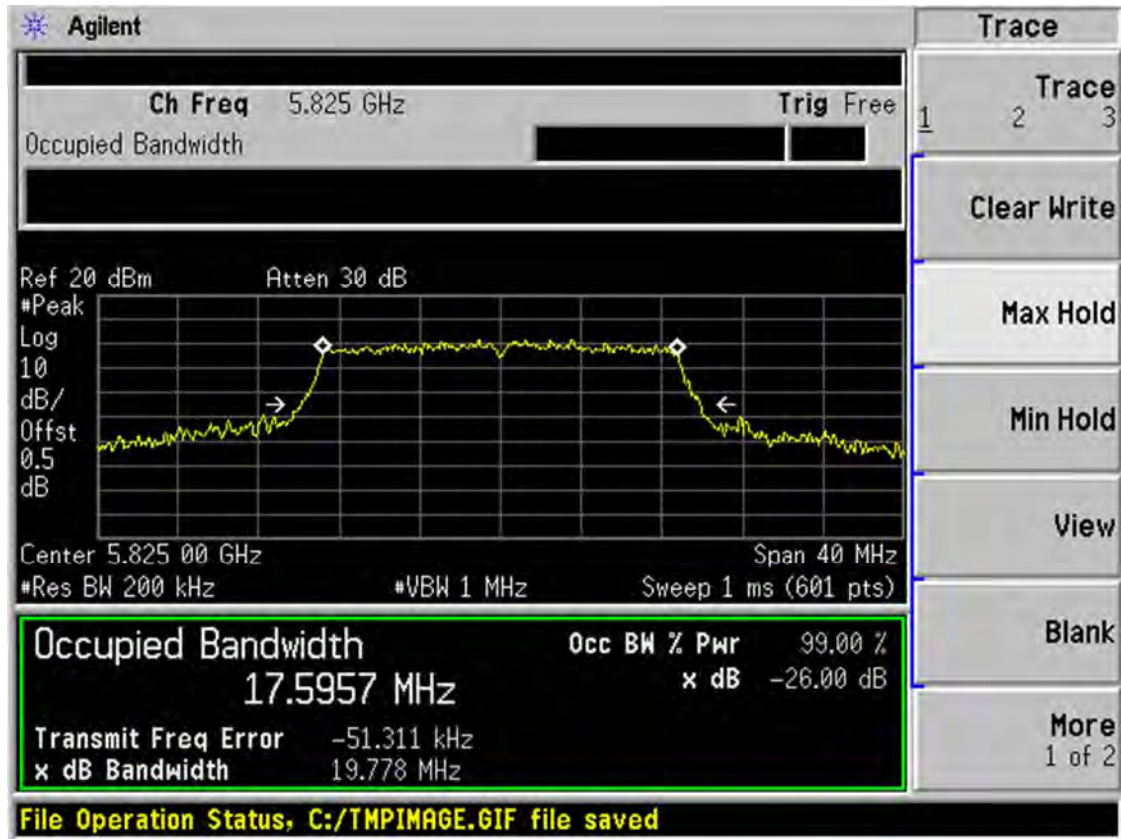 Agilent
Trace
Ch Freq 5.825 GHz Trig Free
Occupied Bandwidth
Trace
1 2 3
Clear Write
Max Hold
Min Hold
View
Blank
More
1 of 2
Ref 20 dBm Atten 30 dB
#Peak
Log
10
dB/
Offst
0.5
dB
Center 5.825 00 GHz Span 40 MHz
#Res BW 200 kHz #VBW 1 MHz Sweep 1 ms (601 pts)
Occupied Bandwidth
17.5957 MHz
Occ BW % Pwr 99.00 %
x dB -26.00 dB
Transmit Freq Error -51.311 kHz
x dB Bandwidth 19.778 MHz
File Operation Status, C:/TMPIMAGE.GIF file saved